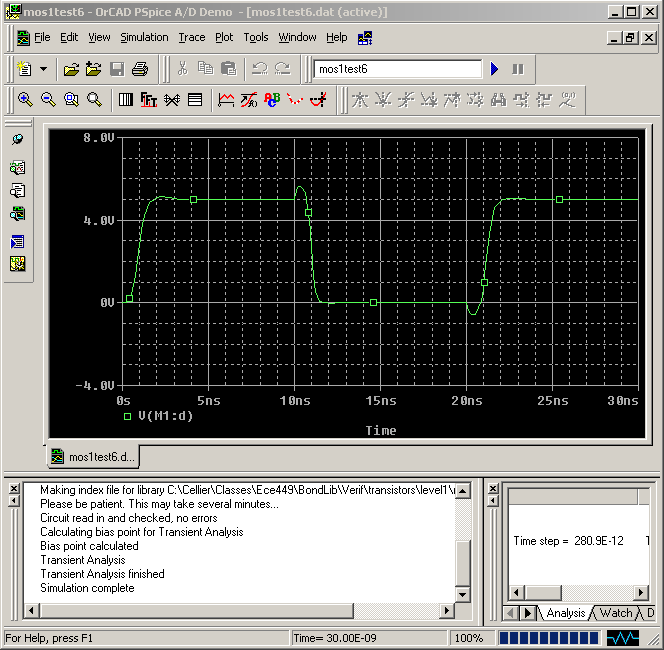 mos1test6 - OrCAD PSpice A/D Demo - [mos1test6.dat (active)]
File Edit View Simulation Trace Plot Tools Window Help
mos1test6
8.0V
4.0V
0V
-4.0V
0s 5ns 10ns 15ns 20ns 25ns 30ns
V(M1:d)
Time
mos1test6.d...
Making index file for library C:\Cellier\Classes\Ece449\BondLib\Verif\transistors\level1\
Please be patient. This may take several minutes...
Circuit read in and checked, no errors
Calculating bias point for Transient Analysis
Bias point calculated
Transient Analysis
Transient Analysis finished
Simulation complete
Time step = 280.9E-12
Analysis Watch D
For Help, press F1
Time= 30.00E-09
100%